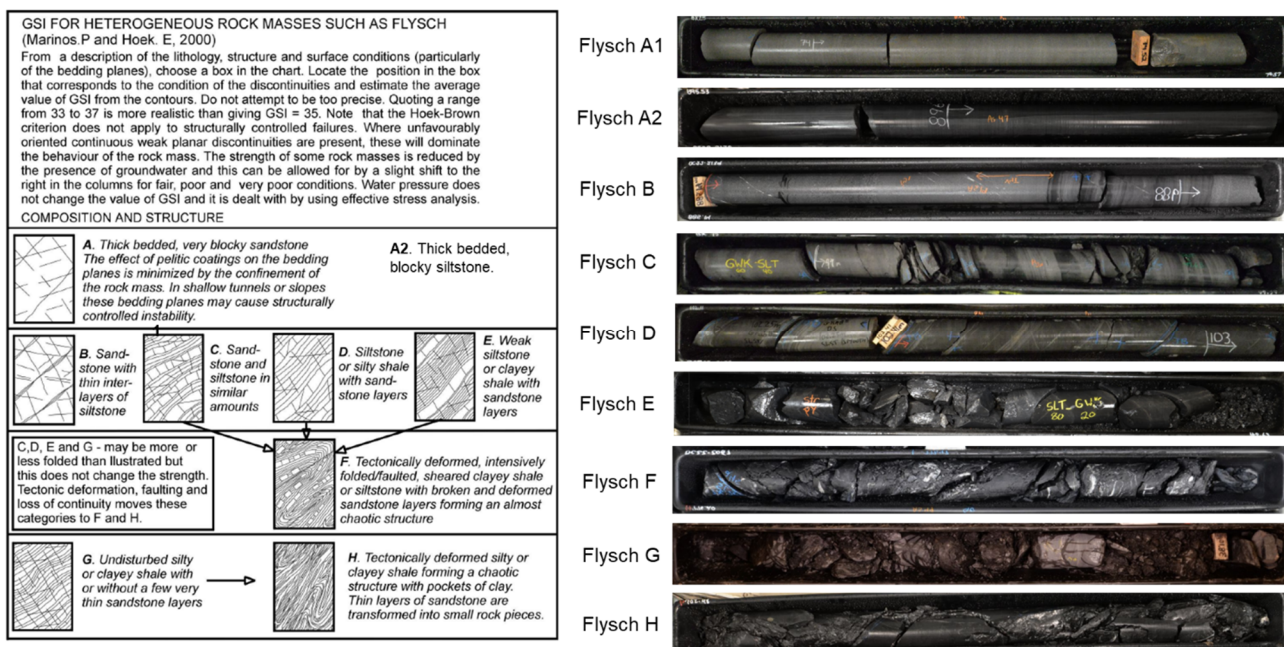 GSI FOR HETEROGENEOUS ROCK MASSES SUCH AS FLYSCH
(Marinos.P and Hoek. E, 2000)
From a description of the lithology, structure and surface conditions (particularly
of the bedding planes), choose a box in the chart. Locate the position in the box
that corresponds to the condition of the discontinuities and estimate the average
value of GSI from the contours. Do not attempt to be too precise. Quoting a range
from 33 to 37 is more realistic than giving GSI = 35. Note that the Hoek-Brown
criterion does not apply to structurally controlled failures. Where unfavourably
oriented continuous weak planar discontinuities are present, these will dominate
the behaviour of the rock mass. The strength of some rock masses is reduced by
the presence of groundwater and this can be allowed for by a slight shift to the
right in the columns for fair, poor and very poor conditions. Water pressure does
not change the value of GSI and it is dealt with by using effective stress analysis.
COMPOSITION AND STRUCTURE
A. Thick bedded, very blocky sandstone
The effect of pelitic coatings on the bedding
planes is minimized by the confinement of
the rock mass. In shallow tunnels or slopes
these bedding planes may cause structurally
controlled instability.
A2. Thick bedded,
blocky siltstone.
B. Sand-
stone with
thin inter-
layers of
siltstone
C. Sand-
stone and
siltstone in
similar
amounts
D. Siltstone
or silty shale
with sand-
stone layers
E. Weak
siltstone
or clayey
shale with
sandstone
layers
C,D, E and G - may be more or
less folded than Ilustrated but
this does not change the strength.
Tectonic deformation, faulting and
loss of continuity moves these
categories to F and H.
F. Tectonically deformed, intensively
folded/faulted, sheared clayey shale
or siltstone with broken and deformed
sandstone layers forming an almost
chaotic structure
G. Undisturbed silty
or clayey shale with
or without a few very
thin sandstone layers
H. Tectonically deformed silty or
clayey shale forming a chaotic
structure with pockets of clay.
Thin layers of sandstone are
transformed into small rock pieces.
Flysch A1
Flysch A2
Flysch B
88A
Flysch C
GWK-SLT
Flysch D
103
Flysch E
SLT_GWK
80 20
Flysch F
Flysch G
Flysch H